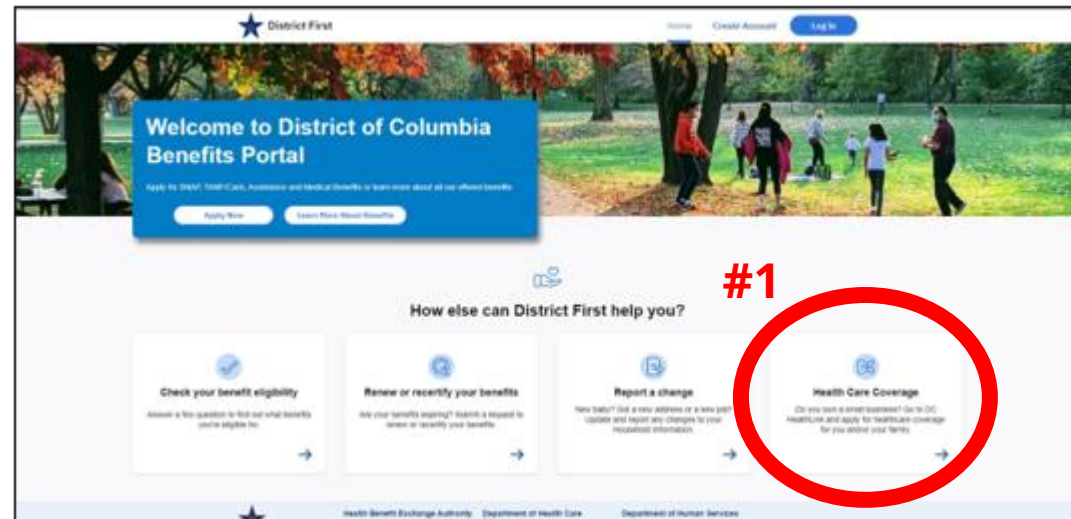 District First
Home Create Account Log In
Welcome to District of Columbia
Benefits Portal
Apply for SNAP, TANF/Cash, Assistance and Medical Benefits or learn more about all our offered benefits
Apply Now Learn More About Benefits
#1
How else can District First help you?
Check your benefit eligibility
Answer a few question to find out what benefits
you're eligible for.
Renew or recertify your benefits
Are your benefits expiring? Submit a request to
renew or recertify your benefits.
Report a change
New baby? Got a new address or a new job?
Update and report any changes to your
household information.
Health Care Coverage
Do you own a small business? Go to DC
HealthLink and apply for healthcare coverage
for you and/or your family.
Health Benefit Exchange Authority Department of Health Care Department of Human Services